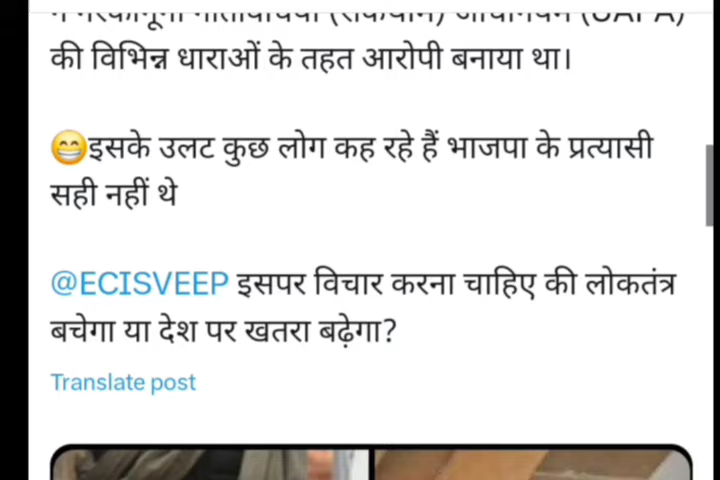 की विभिन्न धाराओं के तहत आरोपी बनाया था।
😁इसके उलट कुछ लोग कह रहे हैं भाजपा के प्रत्यासी
सही नहीं थे
@ECISVEEP इसपर विचार करना चाहिए की लोकतंत्र
बचेगा या देश पर खतरा बढ़ेगा?
Translate post